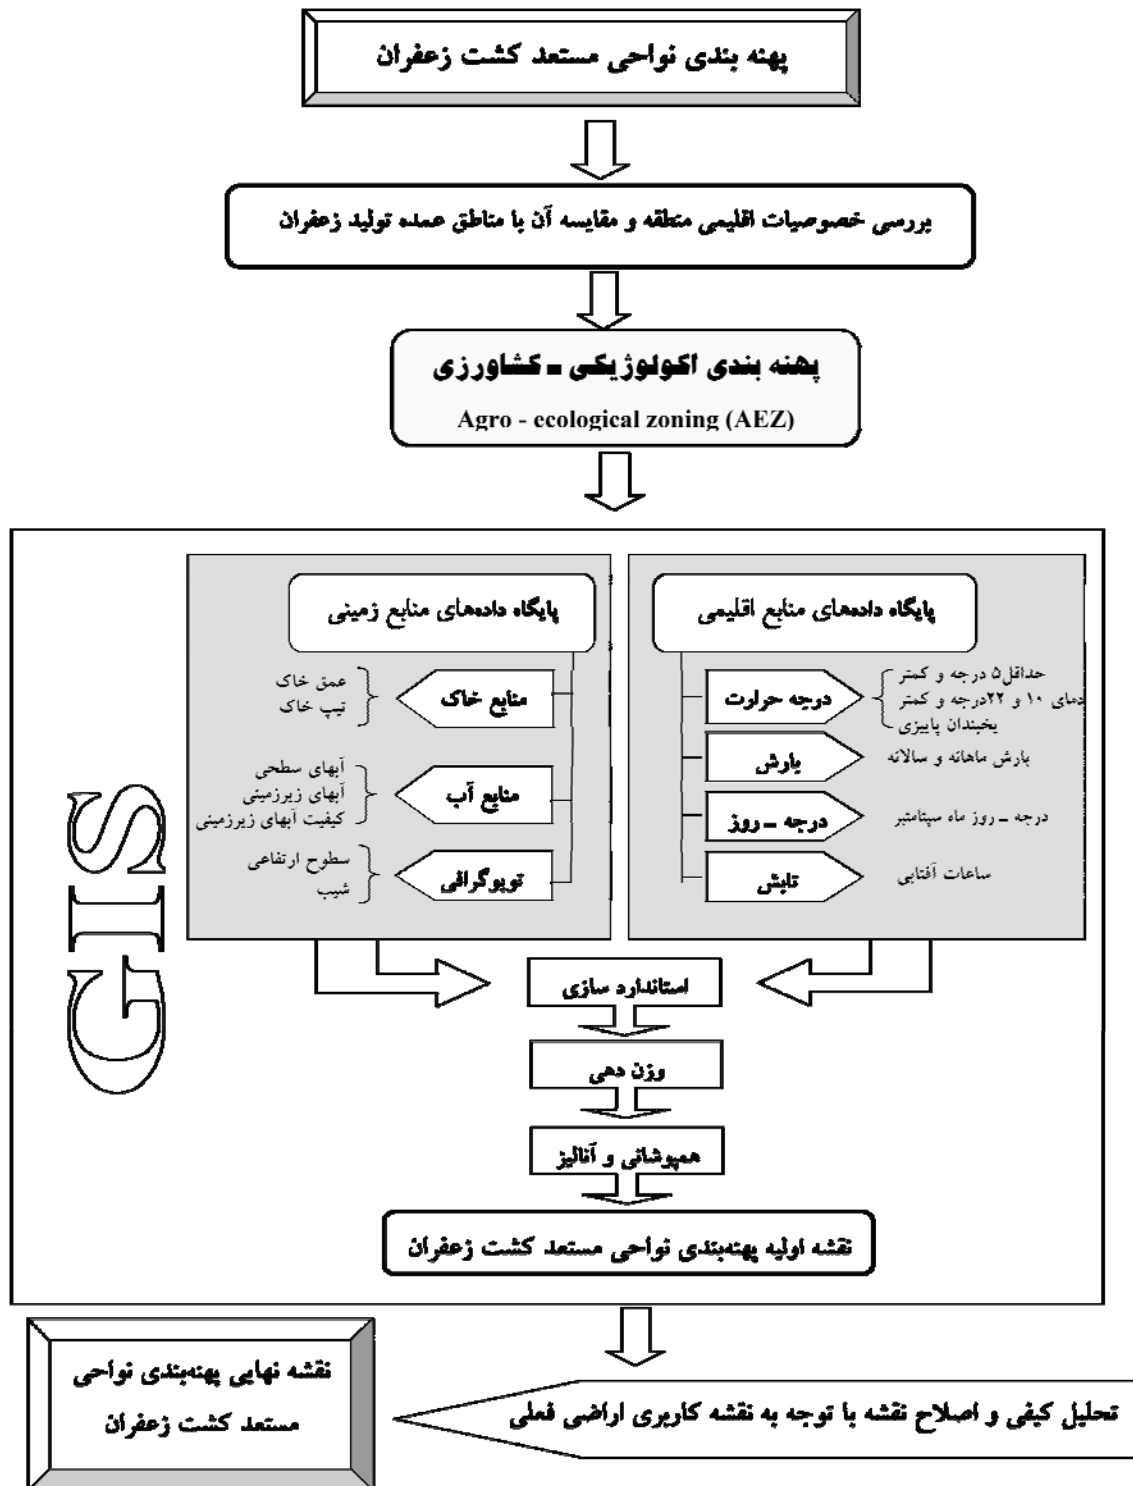 پهنه بندی نواحی مستعد کشت زعفران
بررسی خصوصیات اقلیمی منطقه و مقایسه آن با مناطق عمده تولید زعفران
پهنه بندی اکولوژیکی ـ کشاورزی
Agro - ecological zoning (AEZ)
پایگاه داده‌های منابع اقلیمی
درجه حرارت
حداقل۵ درجه و کمتر
دمای ۱۰ و ۲۲درجه و کمتر
یخبندان پاییزی
بارش
بارش ماهانه و سالانه
درجه ـ روز
درجه ـ روز ماه سپتامبر
تابش
ساعات آفتابی
پایگاه داده‌های منابع زمینی
منابع خاک
عمق خاک
تیپ خاک
منابع آب
آبهای سطحی
آبهای زیرزمینی
کیفیت آبهای زیرزمینی
توپوگرافی
سطوح ارتفاعی
شیب
GIS
استاندارد سازی
وزن دهی
همپوشانی و آنالیز
نقشه اولیه پهنه‌بندی نواحی مستعد کشت زعفران
تحلیل کیفی و اصلاح نقشه با توجه به نقشه کاربری اراضی فعلی
نقشه نهایی پهنه‌بندی نواحی
مستعد کشت زعفران